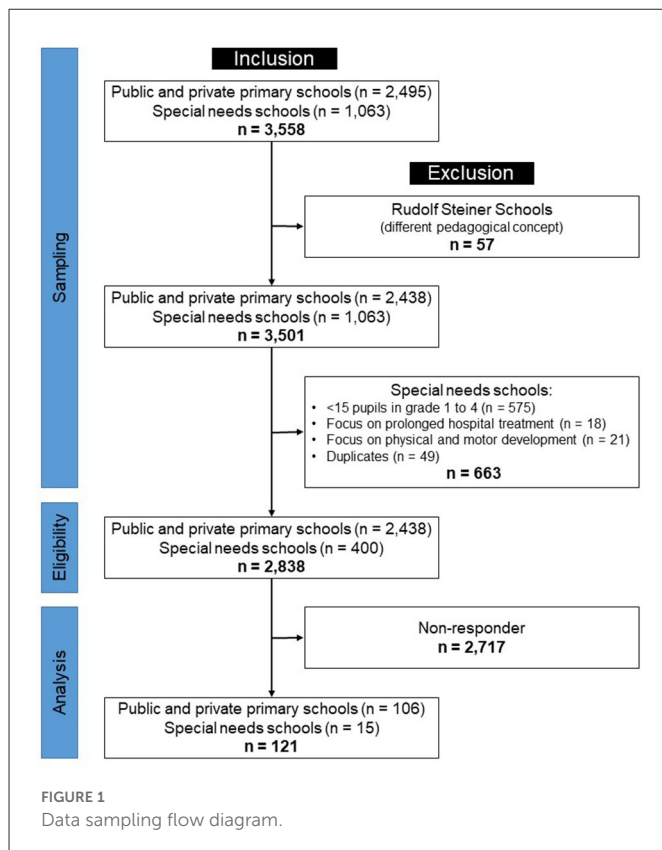 Inclusion
Public and private primary schools (n = 2,495)
Special needs schools (n = 1,063)
n = 3,558
Exclusion
Rudolf Steiner Schools
(different pedagogical concept)
n = 57
Sampling
Public and private primary schools (n = 2,438)
Special needs schools (n = 1,063)
n = 3,501
Special needs schools:
• <15 pupils in grade 1 to 4 (n = 575)
• Focus on prolonged hospital treatment (n = 18)
• Focus on physical and motor development (n = 21)
• Duplicates (n = 49)
n = 663
Eligibility
Public and private primary schools (n = 2,438)
Special needs schools (n = 400)
n = 2,838
Analysis
Non-responder
n = 2,717
Public and private primary schools (n = 106)
Special needs schools (n = 15)
n = 121
FIGURE 1
Data sampling flow diagram.